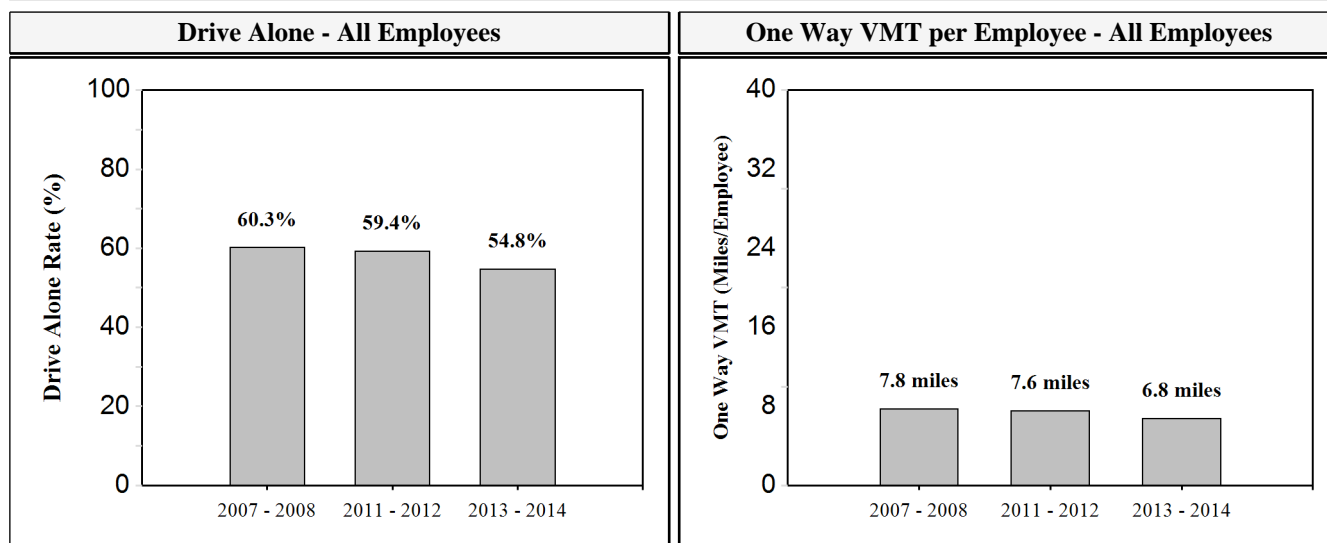 Drive Alone - All Employees
100
80
60
40
20
0
Drive Alone Rate (%)
60.3%
59.4%
54.8%
2007 - 2008
2011 - 2012
2013 - 2014
One Way VMT per Employee - All Employees
40
32
24
16
8
0
One Way VMT (Miles/Employee)
7.8 miles
7.6 miles
6.8 miles
2007 - 2008
2011 - 2012
2013 - 2014